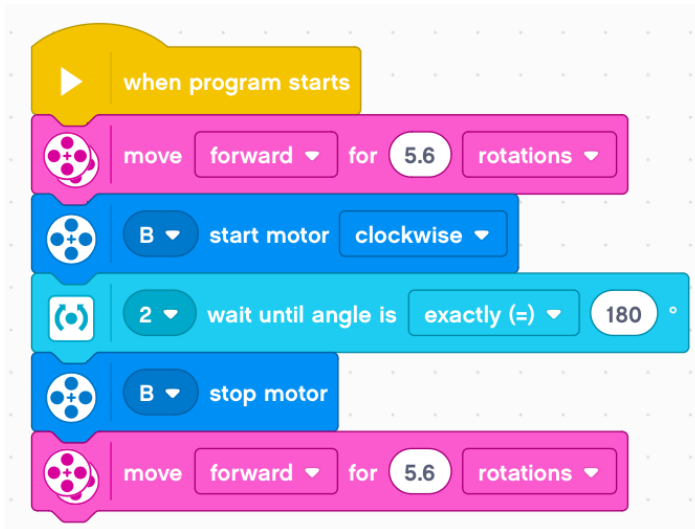 when program starts
move forward for 5.6 rotations
B start motor clockwise
2 wait until angle is exactly (=) 180 °
B stop motor
move forward for 5.6 rotations